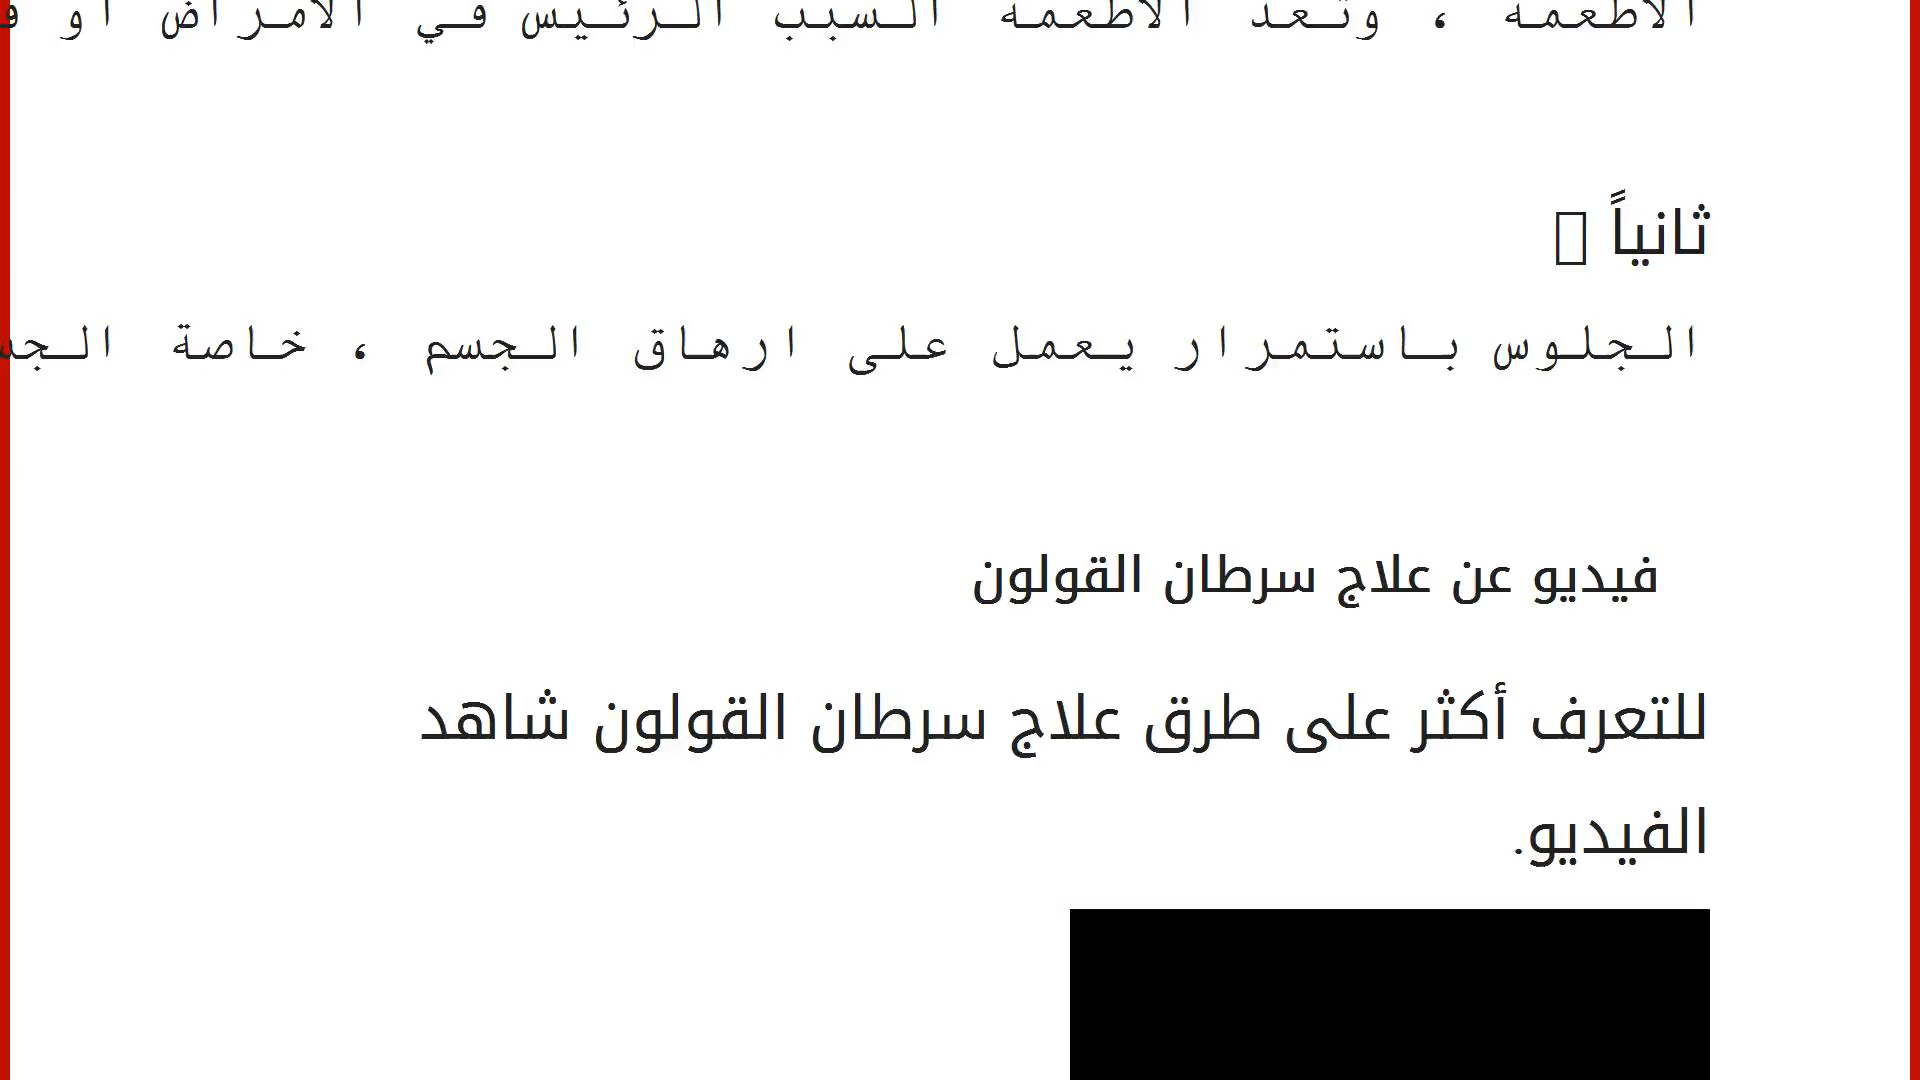 الاطعمة ، وتعد الاطعمة السبب الرئيس في الامراض او
ثانياً
الجلوس باستمرار يعمل على ارهاق الجسم ، خاصة
فيديو عن علاج سرطان القولون
للتعرف أكثر على طرق علاج سرطان القولون شاهد
الفيديو.